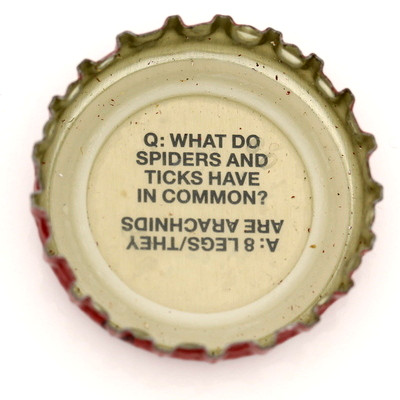 Q: WHAT DO
SPIDERS AND
TICKS HAVE
IN COMMON?
A: 8 LEGS/THEY
ARE ARACHNIDS